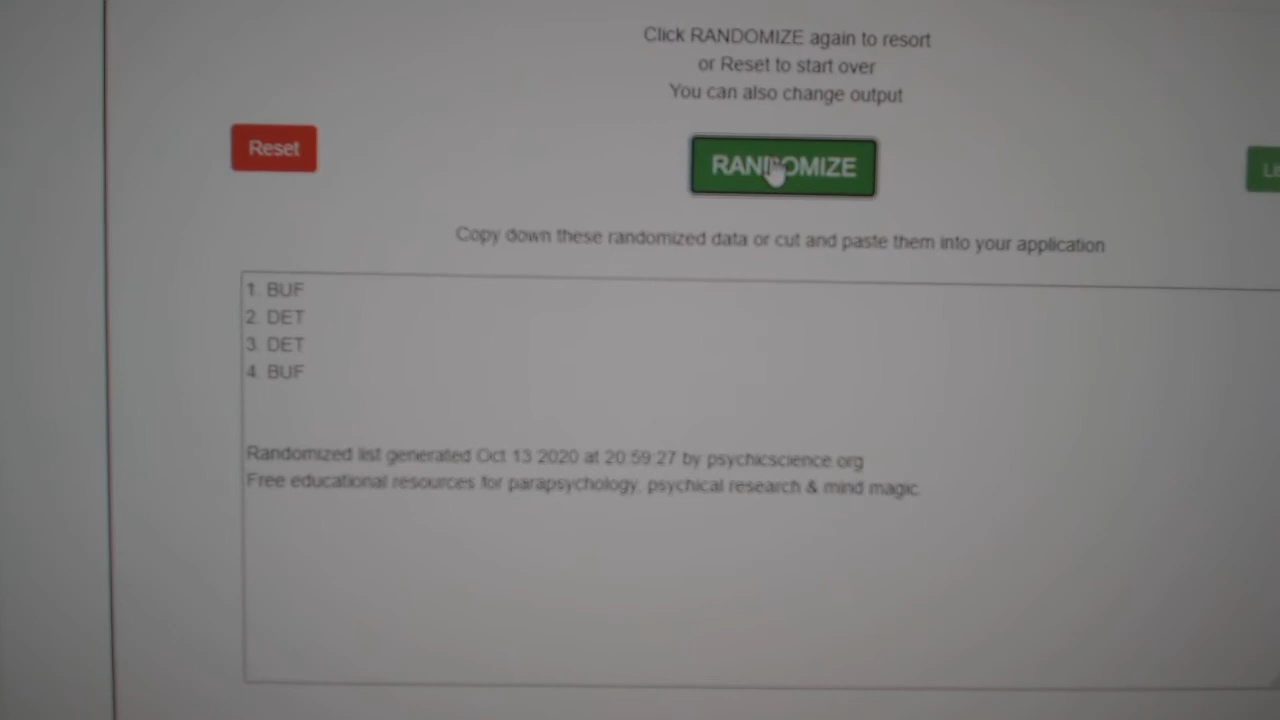 Click RANDOMIZE again to resort
or Reset to start over
You can also change output
Reset
RANDOMIZE
Copy down these randomized data or cut and paste them into your application
1. BUF
2. DET
3. DET
4. BUF
Randomized list generated Oct 13 2020 at 20:59:27 by psychicscience.org
Free educational resources for parapsychology, psychical research & mind magic.